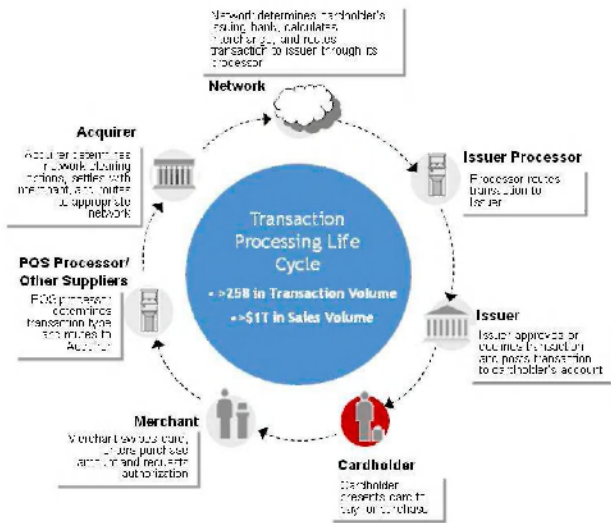 Network determines cardholder's
issuing bank, calculates
interchange, and routes
transaction to issuer through its
processor
Network
Acquirer
Acquirer determines
network clearing
options, settles with
merchant, and routes
to appropriate
network
Issuer Processor
Processor routes
transaction to
Issuer
Transaction
Processing Life
Cycle
- >25B in Transaction Volume
->$1T in Sales Volume
POS Processor/
Other Suppliers
POS processor
determines
transaction type
and routes to
Acquirer
Issuer
Issuer approves or
declines transaction
and posts transaction
to cardholder's account
Merchant
Merchant swipes card,
enters purchase
amount and requests
authorization
Cardholder
Cardholder
presents card to
pay for purchase